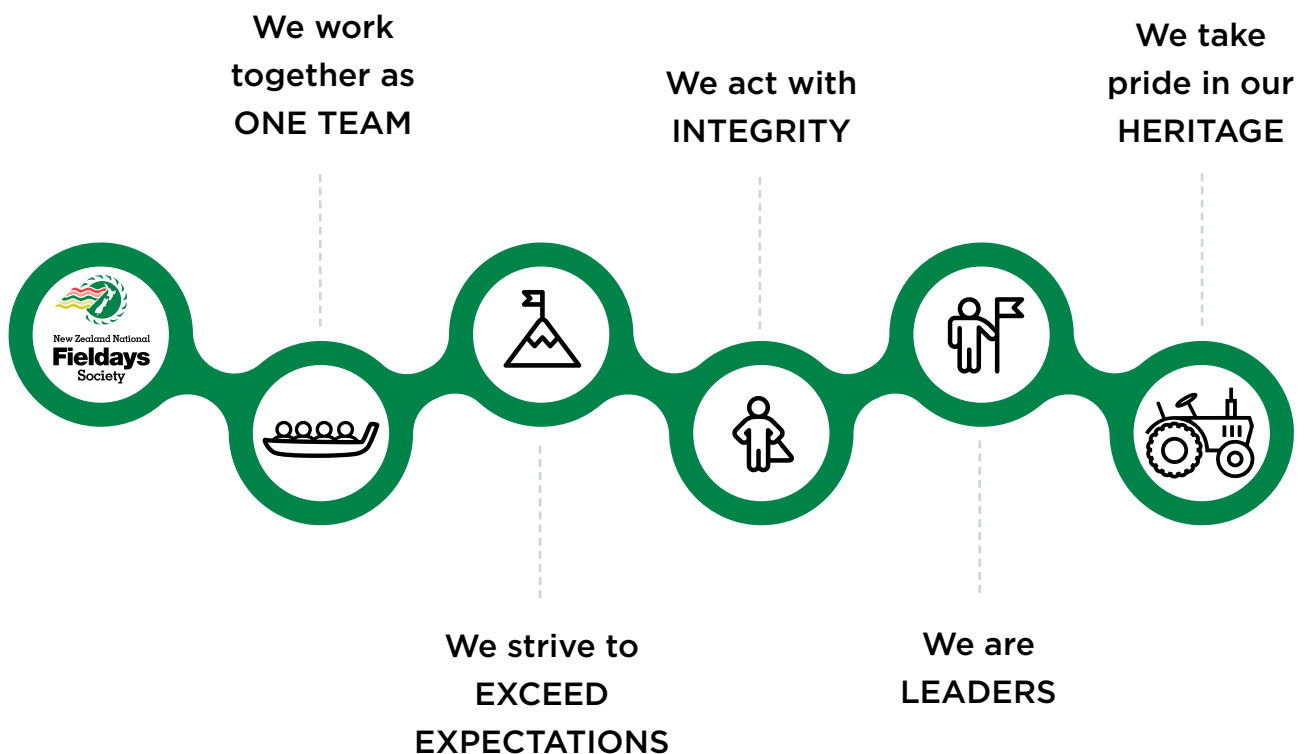 We work
together as
ONE TEAM
We act with
INTEGRITY
We take
pride in our
HERITAGE
New Zealand National
Fieldays
Society
We strive to
EXCEED
EXPECTATIONS
We are
LEADERS